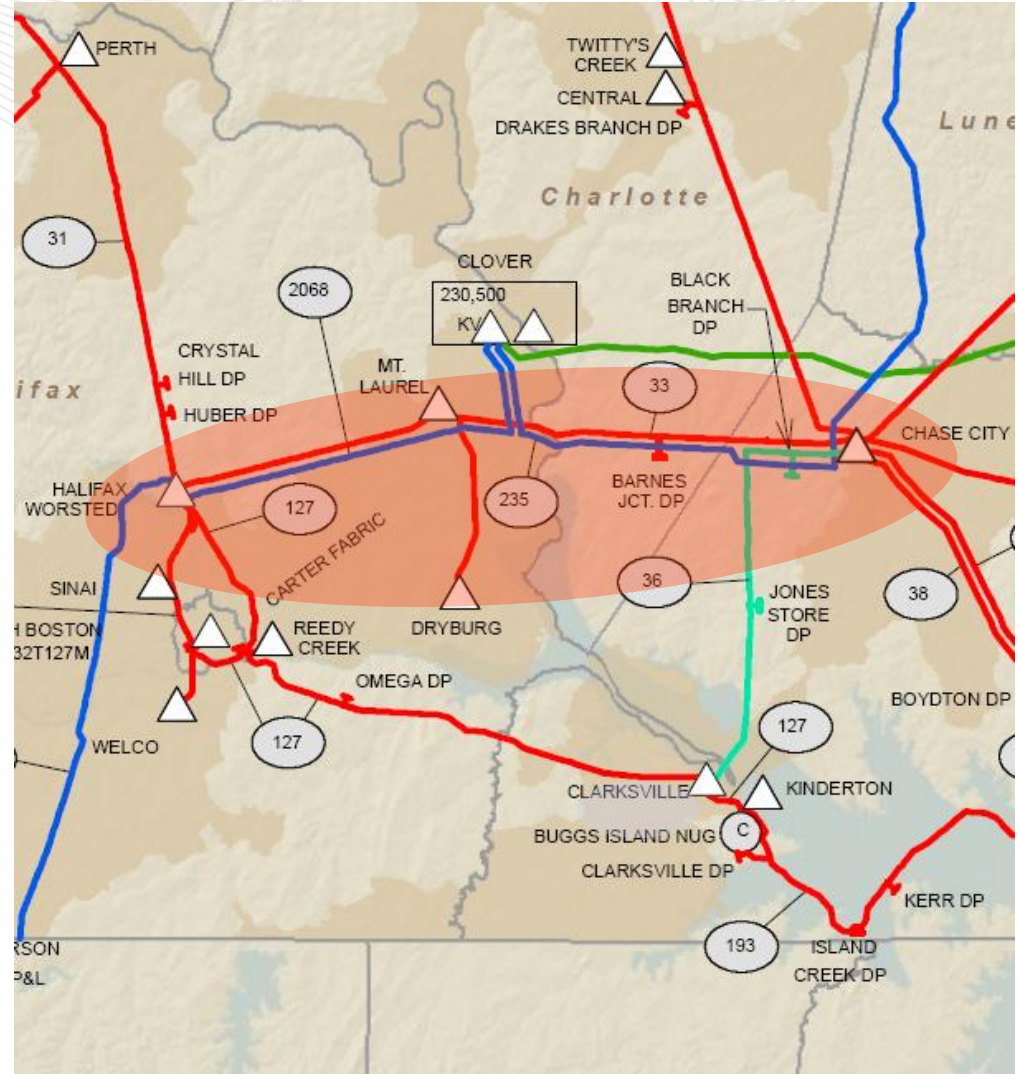 PERTH
TWITTY'S
CREEK
CENTRAL
DRAKES BRANCH DP
Lune
Charlotte
31
CLOVER
230,500
KV
2068
BLACK
BRANCH
DP
CRYSTAL
HILL DP
HUBER DP
MT.
LAUREL
ifax
33
CHASE CITY
HALIFAX
WORSTED
127
235
BARNES
JCT. DP
CARTER FABRIC
SINAI
36
38
H BOSTON
32T127M
REEDY
CREEK
DRYBURG
JONES
STORE
DP
OMEGA DP
BOYDTON DP
WELCO
127
127
CLARKSVILLE
KINDERTON
BUGGS ISLAND NUG
C
CLARKSVILLE DP
KERR DP
193
ISLAND
CREEK DP
RSON
P&L